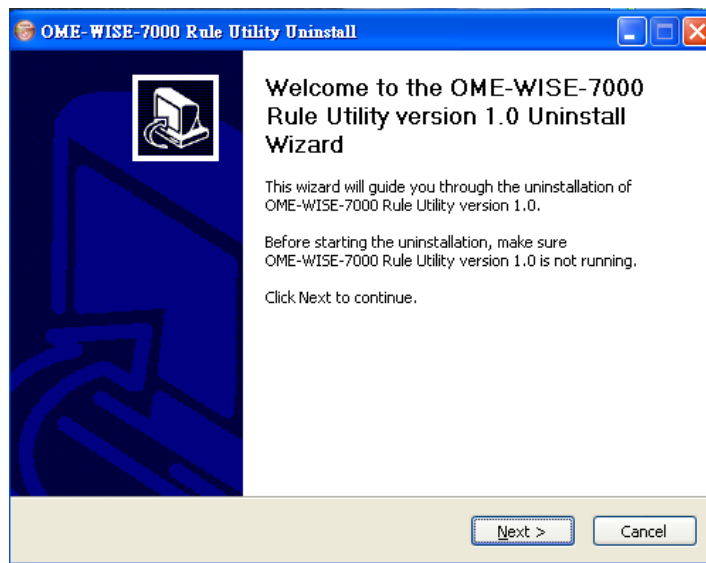 OME-WISE-7000 Rule Utility Uninstall
Welcome to the OME-WISE-7000
Rule Utility version 1.0 Uninstall
Wizard
This wizard will guide you through the uninstallation of
OME-WISE-7000 Rule Utility version 1.0.
Before starting the uninstallation, make sure
OME-WISE-7000 Rule Utility version 1.0 is not running.
Click Next to continue.
Next >
Cancel